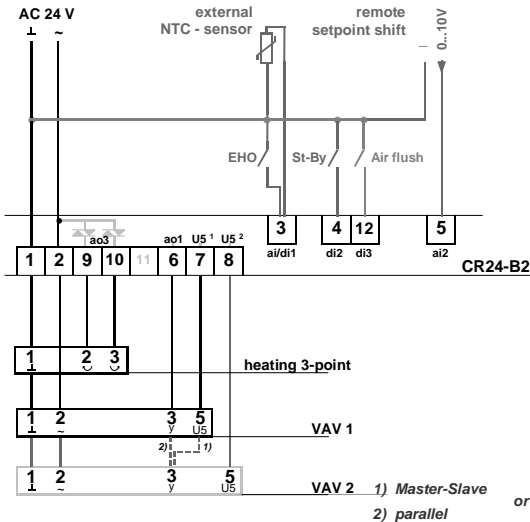 AC 24 V
⊥ ~
external
NTC - sensor
remote
setpoint shift
– 0...10V
EHO St-By Air flush
3 4 12 5
ai/di1 di2 di3 ai2
ao3 ao1 U5 1 U5 2
1 2 9 10 11 6 7 8
CR24-B2
1 2 3
⊥
heating 3-point
1 2 3 5
⊥ ~ y U5
VAV 1
2) 1)
1 2 3 5
⊥ ~ y U5
VAV 2
1) Master-Slave
or
2) parallel